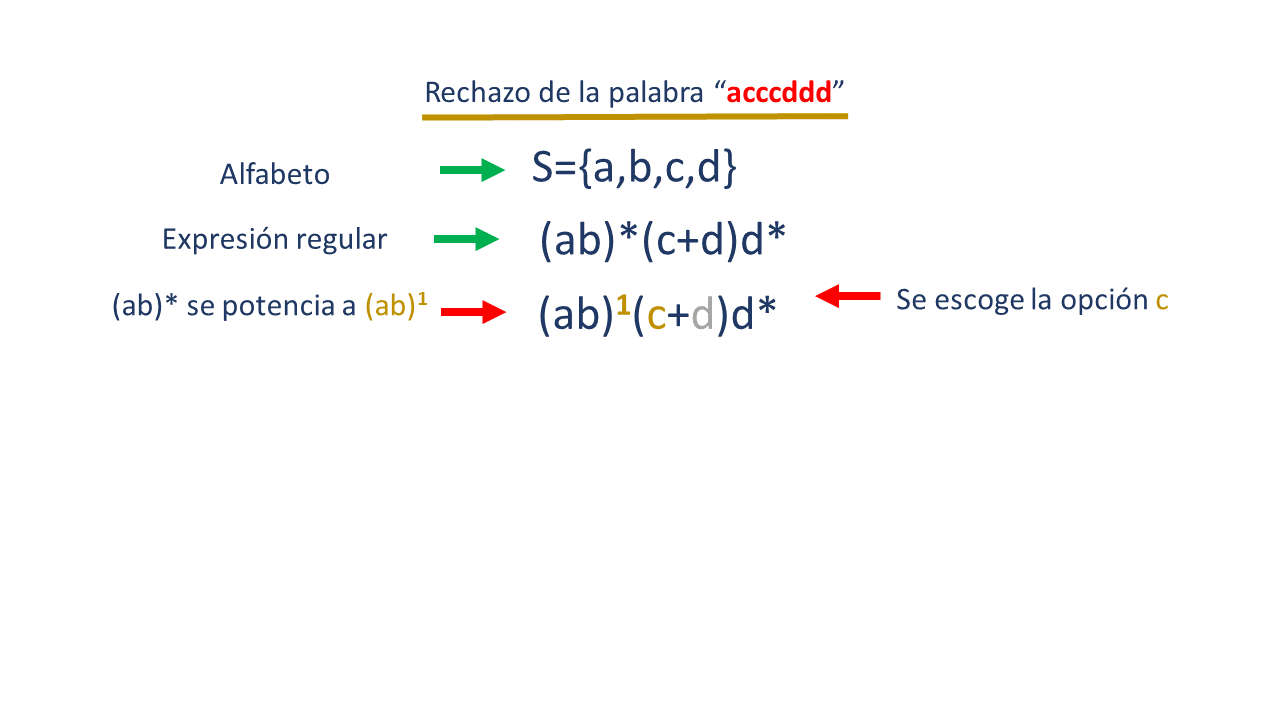 Rechazo de la palabra “acccddd”
Alfabeto
S={a,b,c,d}
Expresión regular
(ab)*(c+d)d*
(ab)* se potencia a (ab)¹
(ab)¹(c+d)d*
Se escoge la opción c